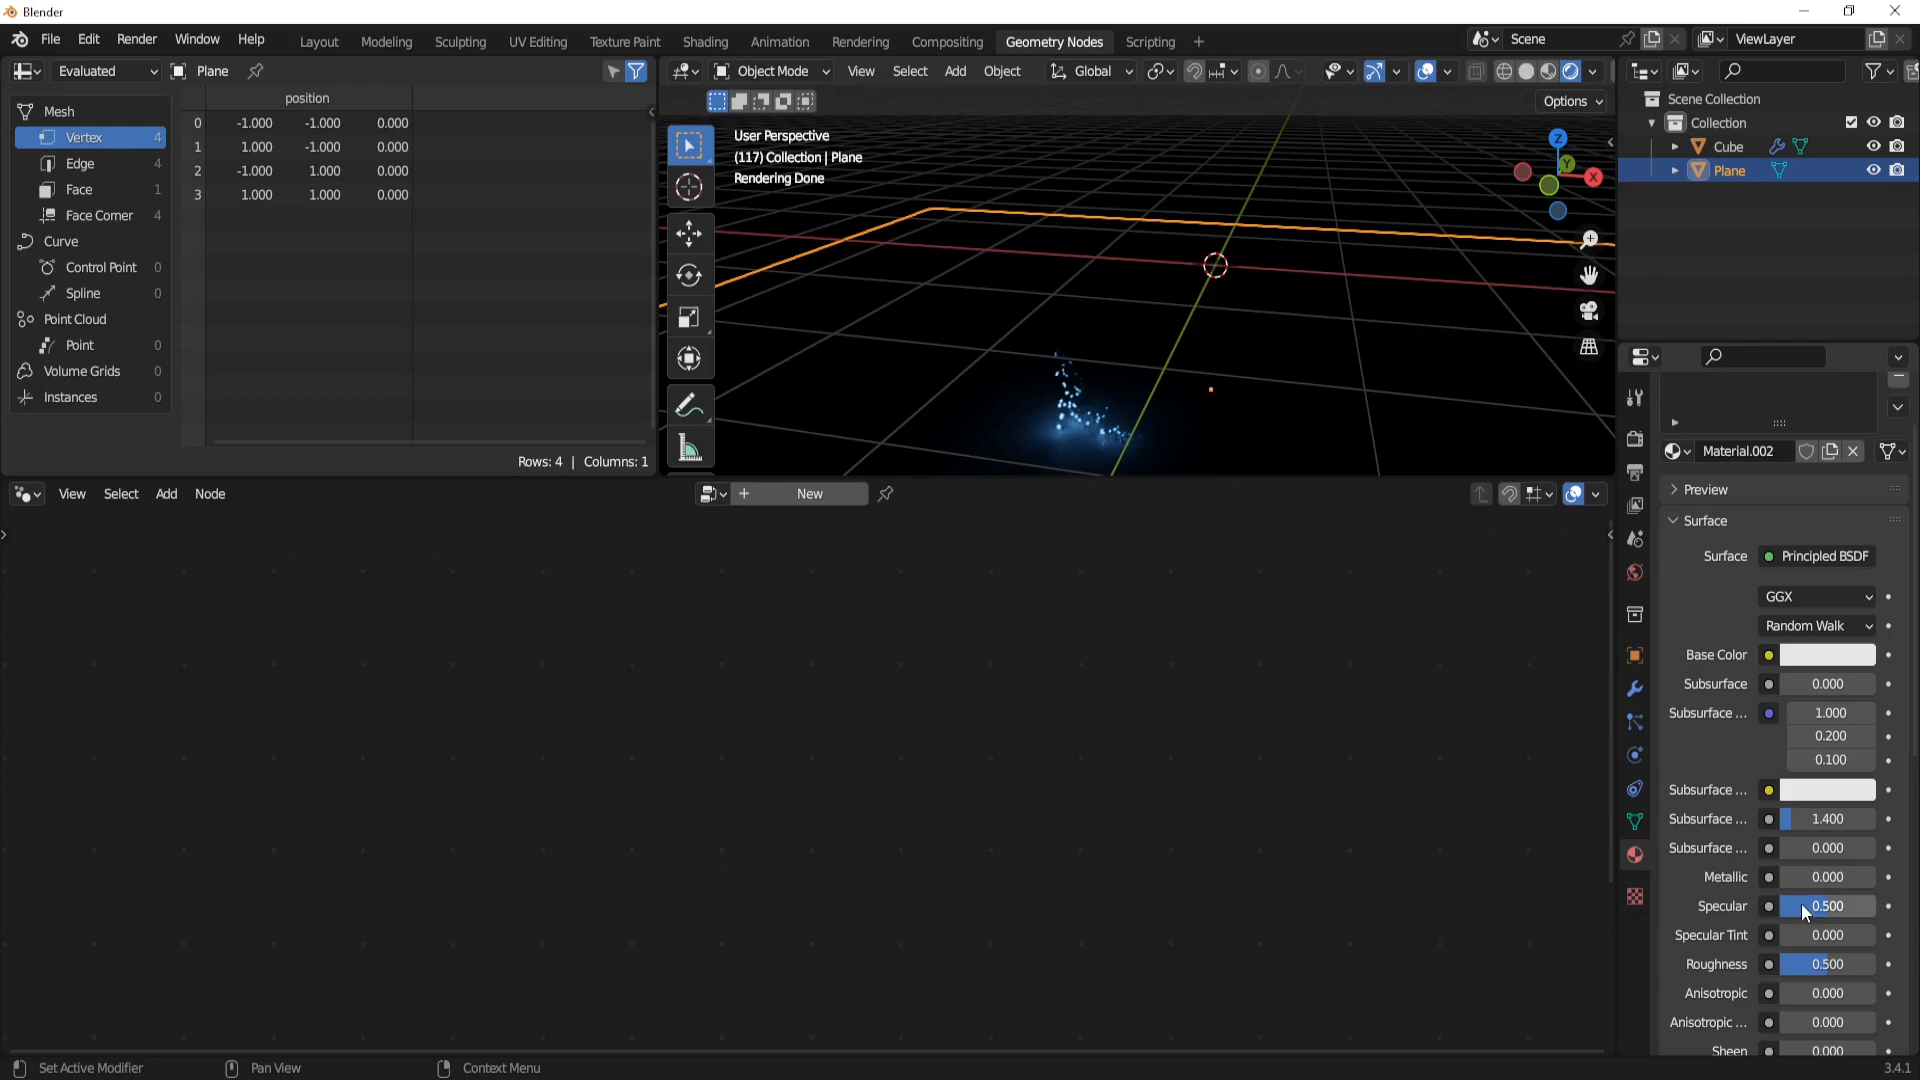 Blender
File Edit Render Window Help Layout Modeling Sculpting UV Editing Texture Paint Shading Animation Rendering Compositing Geometry Nodes Scripting + Scene ViewLayer
Evaluated Plane
Object Mode View Select Add Object Global
Options
position
Mesh
Vertex 4
Edge 4
Face 1
Face Corner 4
Curve
Control Point 0
Spline 0
Point Cloud
Point 0
Volume Grids 0
Instances 0
0 -1.000 -1.000 0.000
1 1.000 -1.000 0.000
2 -1.000 1.000 0.000
3 1.000 1.000 0.000
Rows: 4 | Columns: 1
User Perspective
(117) Collection | Plane
Rendering Done
Z
Y
X
Scene Collection
Collection
Cube
Plane
View Select Add Node
+ New
Material.002
Preview
Surface
Surface Principled BSDF
GGX
Random Walk
Base Color
Subsurface 0.000
Subsurface ... 1.000
0.200
0.100
Subsurface ...
Subsurface ... 1.400
Subsurface ... 0.000
Metallic 0.000
Specular 0.500
Specular Tint 0.000
Roughness 0.500
Anisotropic 0.000
Anisotropic ... 0.000
Sheen 0.000
Set Active Modifier Pan View Context Menu 3.4.1